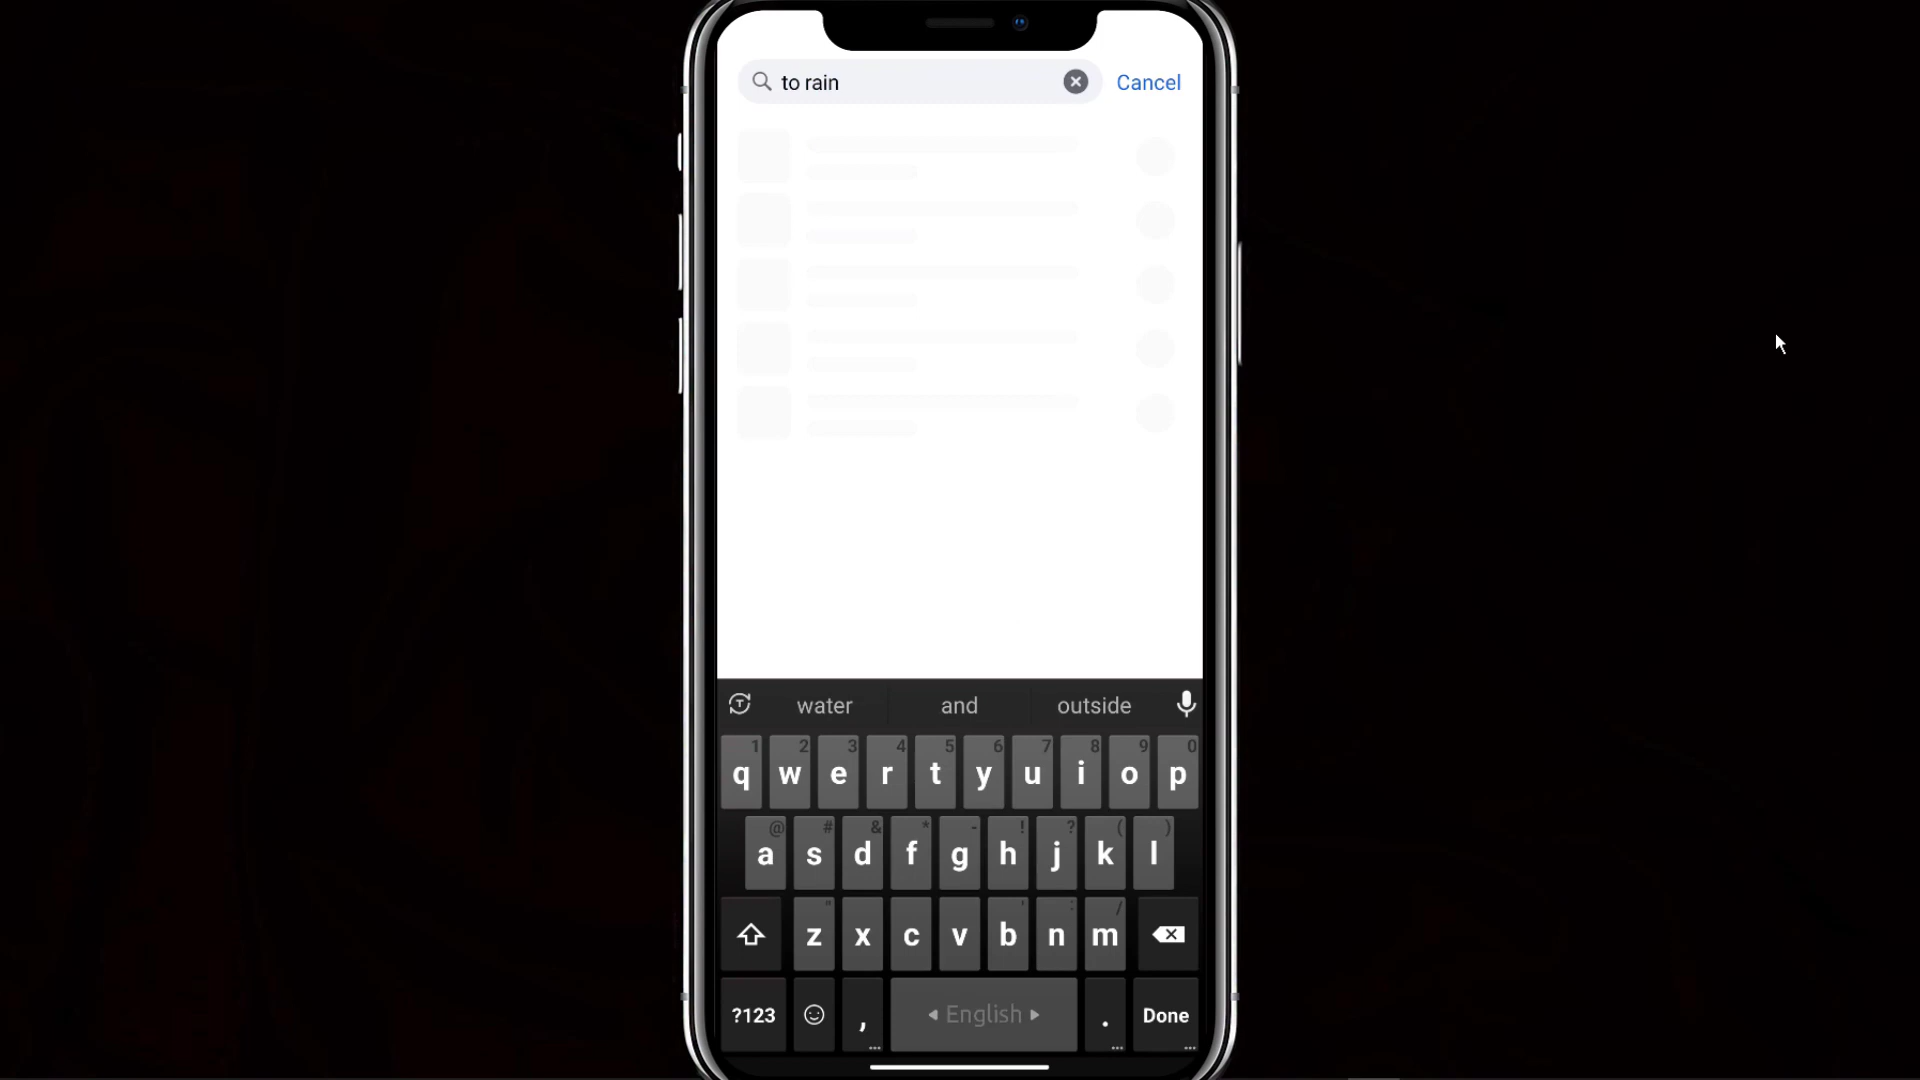 to rain
Cancel
water and outside
1 2 3 4 5 6 7 8 9 0
q w e r t y u i o p
@ # & * - ! ? ( )
a s d f g h j k l
" ' : /
z x c v b n m
?123 , English . Done